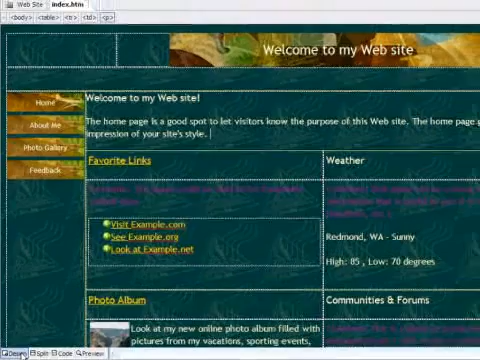 Web Site index.htm
<body> <table> <tr> <td> <p>
Welcome to my Web site
Home
About Me
Photo Gallery
Feedback
Welcome to my Web site!
The home page is a good spot to let visitors know the purpose of this Web site. The home page
impression of your site's style.
Favorite Links
Visit Example.com
See Example.org
Look at Example.net
Weather
Redmond, WA - Sunny
High: 85 , Low: 70 degrees
Photo Album
Look at my new online photo album filled with
pictures from my vacations, sporting events,
Communities & Forums
Design Split Code Preview